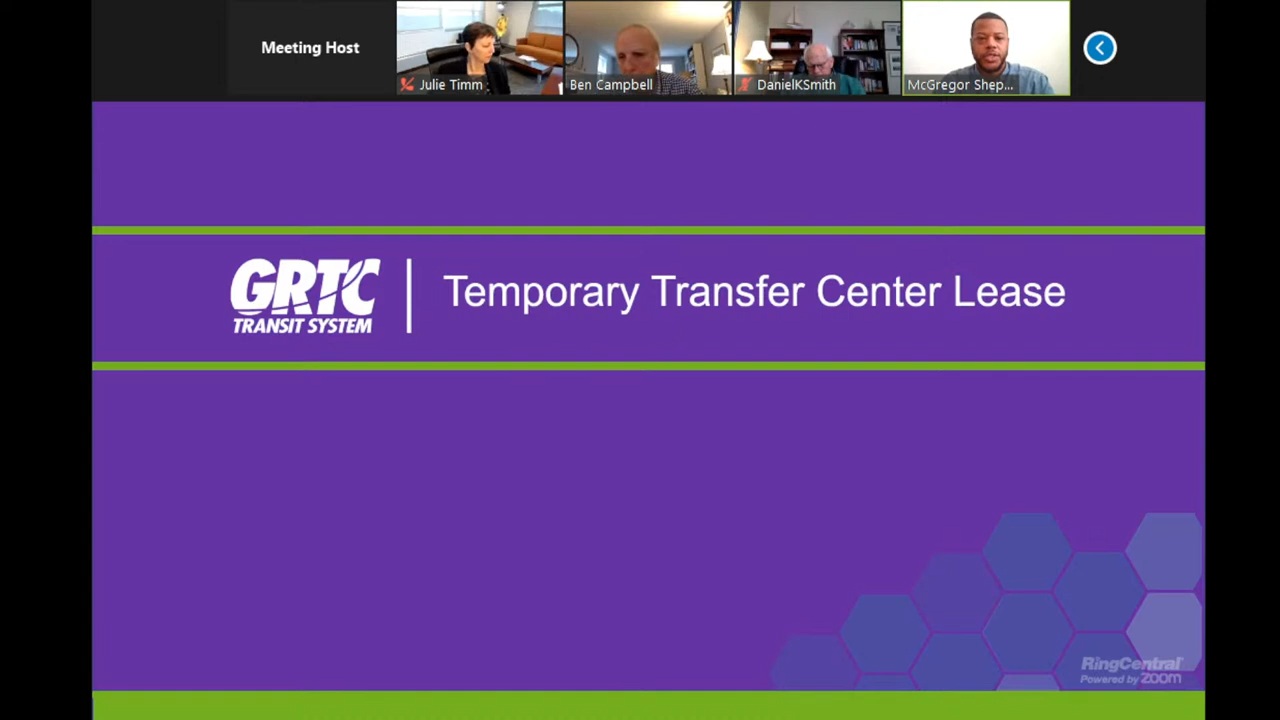 Meeting Host
Julie Timm
Ben Campbell
DanielKSmith
McGregor Shep...
GRTC
TRANSIT SYSTEM
Temporary Transfer Center Lease
RingCentral
Powered by zoom